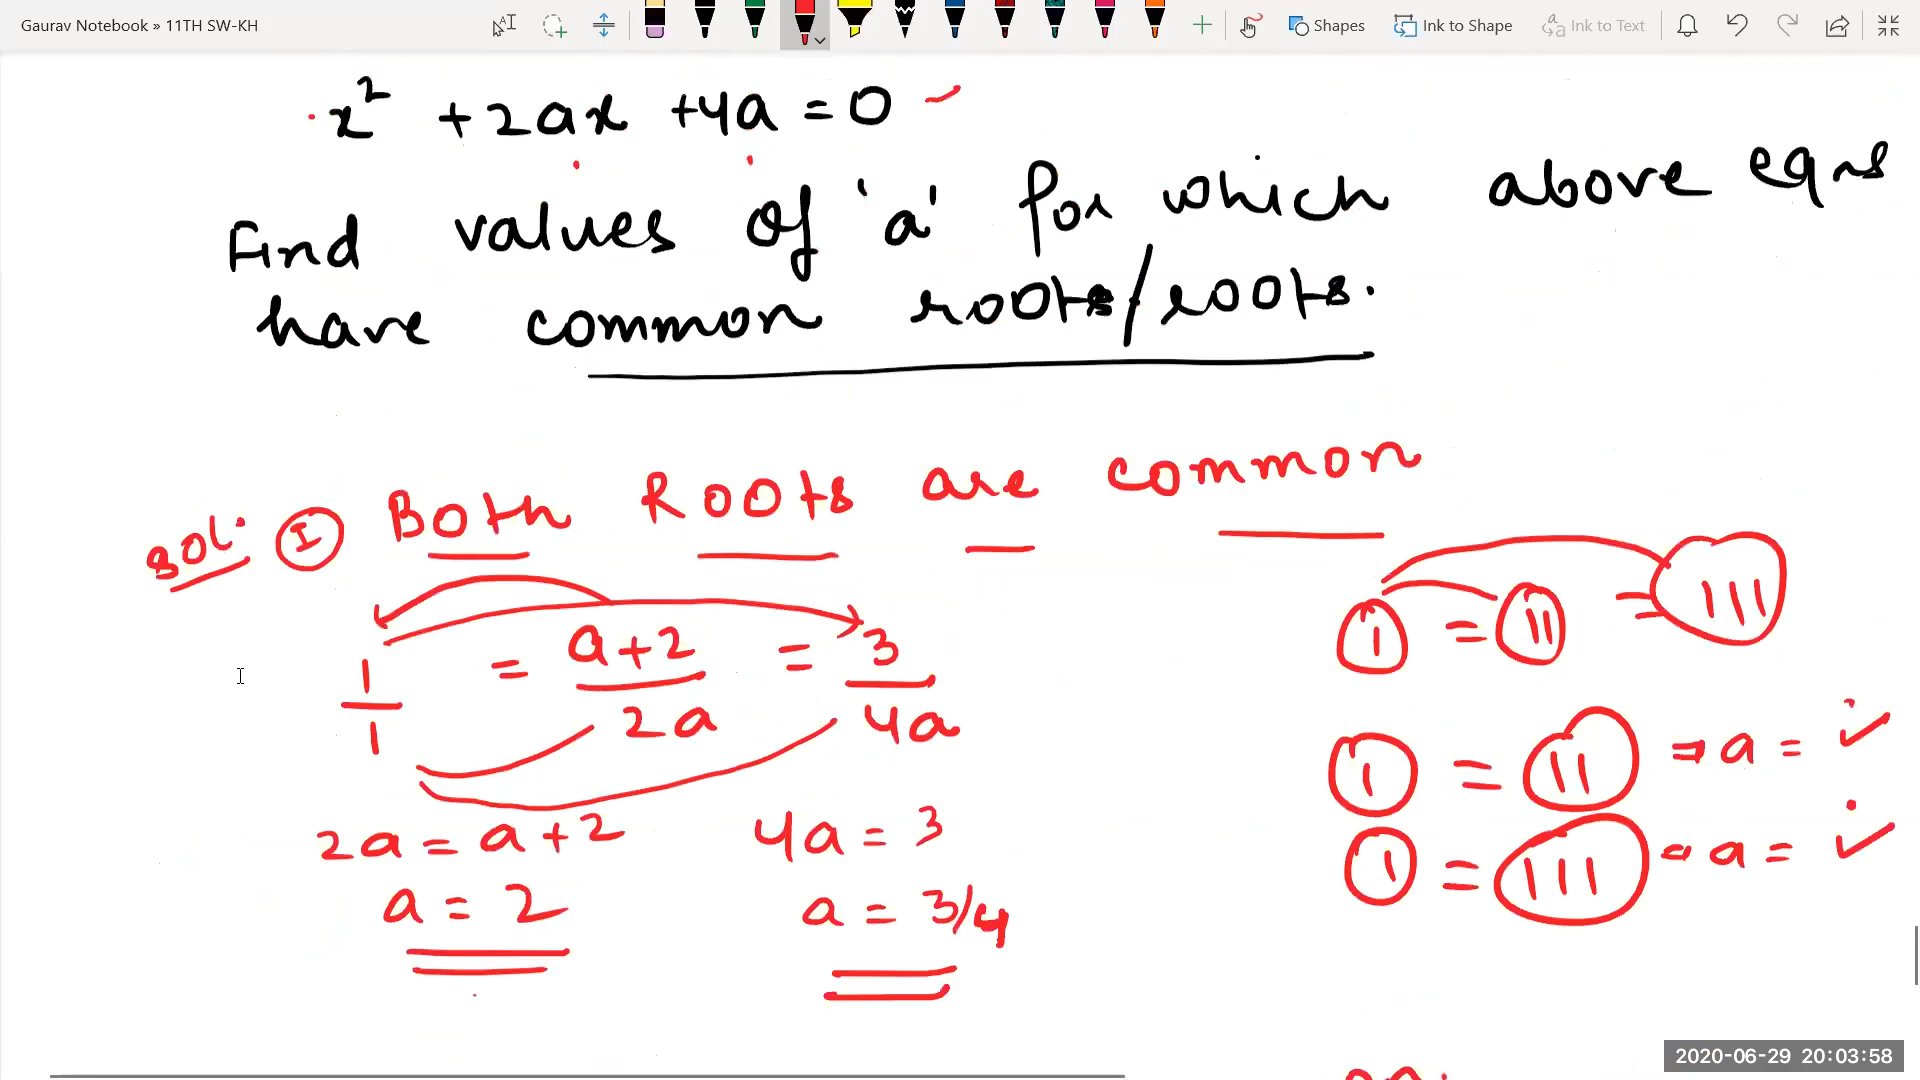 Gaurav Notebook » 11TH SW-KH
Shapes Ink to Shape Ink to Text
x² + 2ax + 4a = 0
Find values of 'a' for which above eqns
have common roots/roots.
Sol: I Both Roots are common
1/1 = a+2/2a = 3/4a
I = II = III
I = II ⇒ a = ✓
2a = a+2 4a = 3
I = III ⇒ a = ✓
a = 2 a = 3/4
2020-06-29 20:03:58